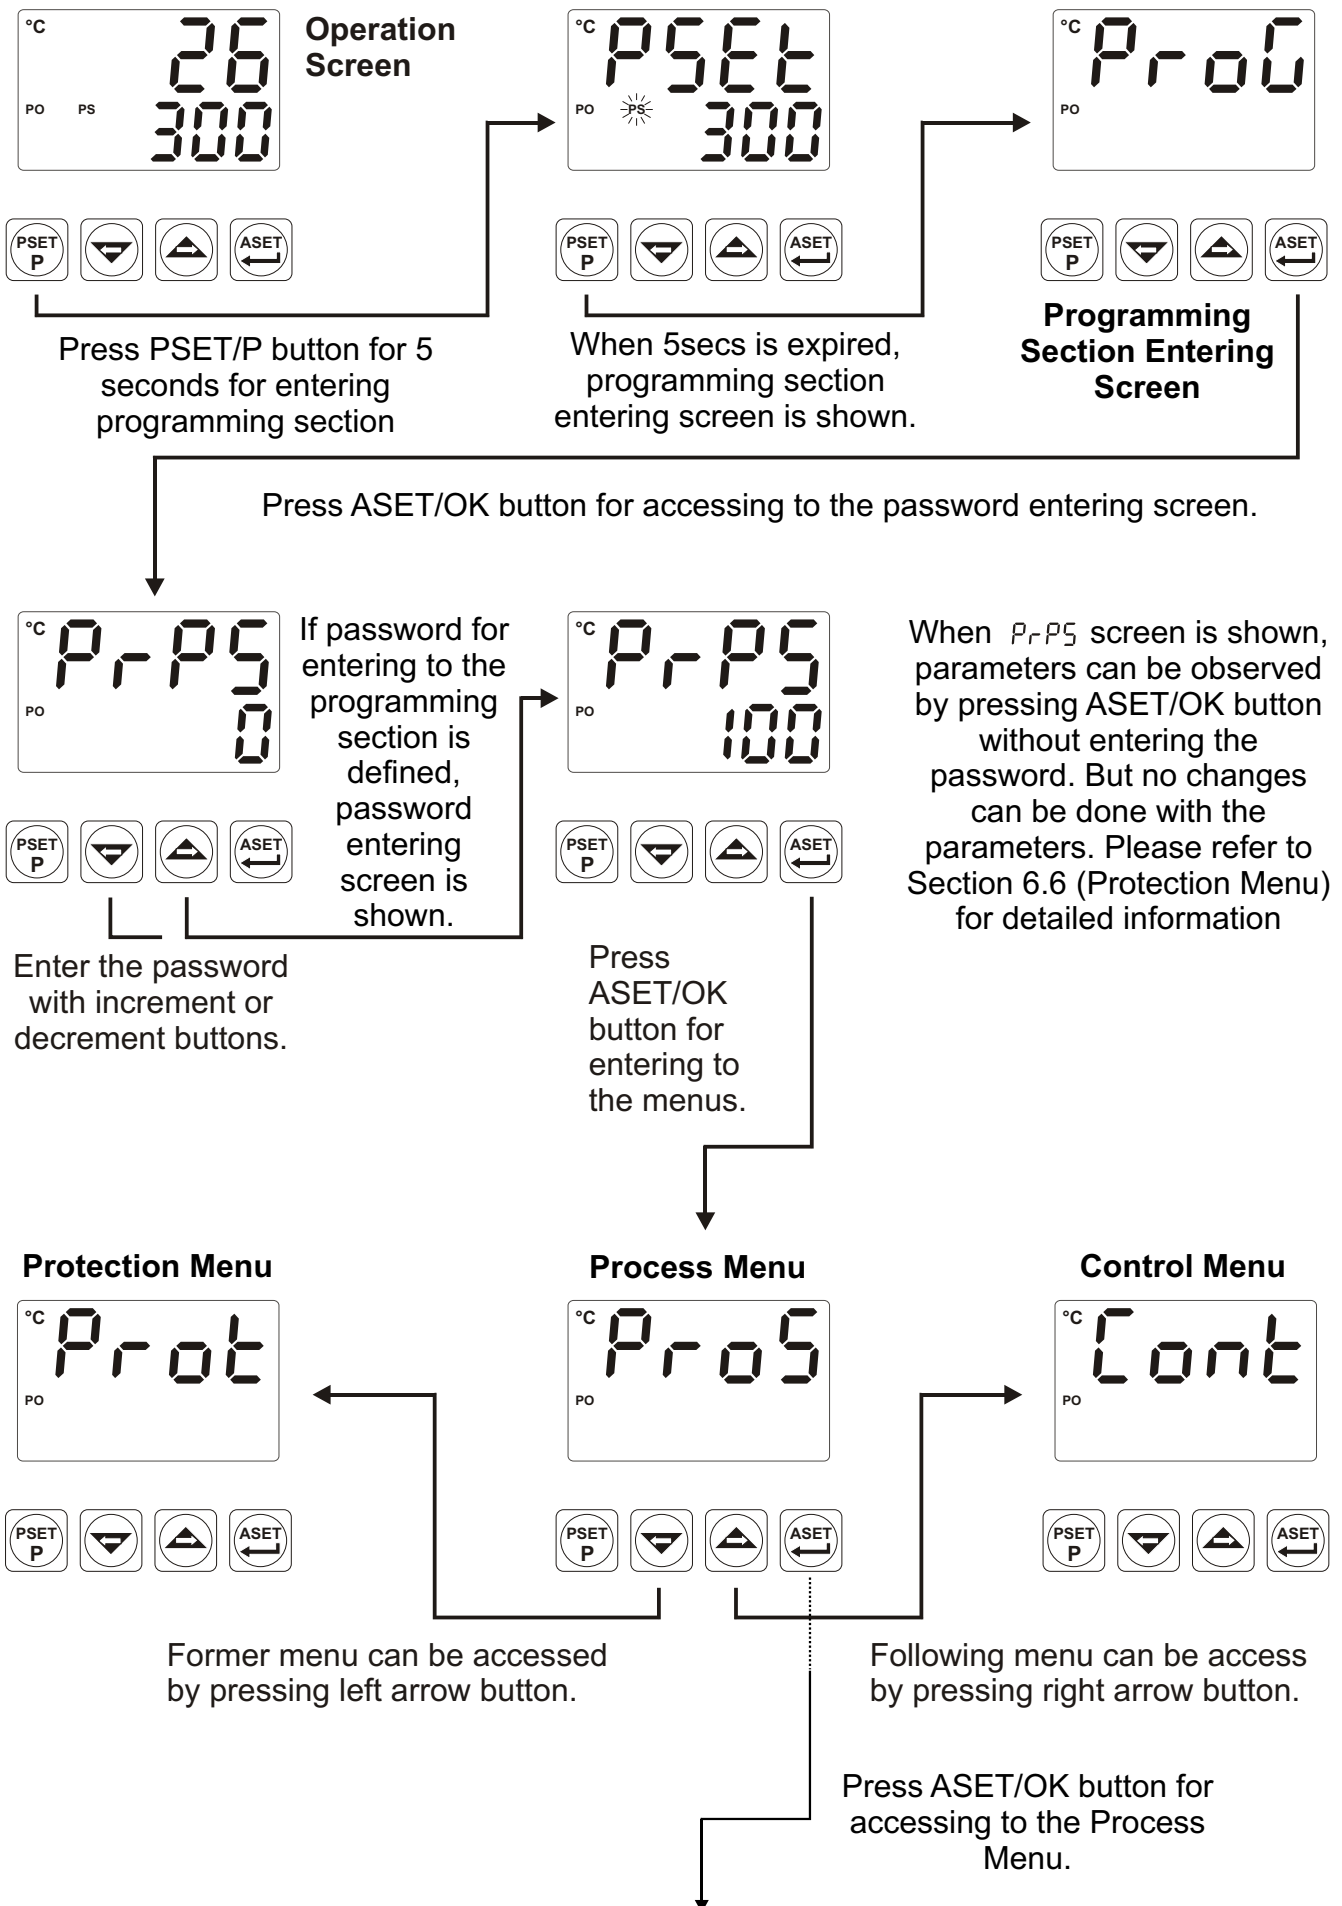 °C 26
PO PS 300
Operation
Screen
°C PSEt
PO PS 300
°C ProG
PO
PSET P ASET
PSET P ASET
PSET P ASET
Press PSET/P button for 5
seconds for entering
programming section
When 5secs is expired,
programming section
entering screen is shown.
Programming
Section Entering
Screen
Press ASET/OK button for accessing to the password entering screen.
°C PrPS
PO 0
If password for
entering to the
programming
section is
defined,
password
entering
screen is
shown.
°C PrPS
PO 100
When PrPS screen is shown,
parameters can be observed
by pressing ASET/OK button
without entering the
password. But no changes
can be done with the
parameters. Please refer to
Section 6.6 (Protection Menu)
for detailed information
PSET P ASET
PSET P ASET
Enter the password
with increment or
decrement buttons.
Press
ASET/OK
button for
entering to
the menus.
Protection Menu
Process Menu
Control Menu
°C Prot
PO
°C ProS
PO
°C Cont
PO
PSET P ASET
PSET P ASET
PSET P ASET
Former menu can be accessed
by pressing left arrow button.
Following menu can be access
by pressing right arrow button.
Press ASET/OK button for
accessing to the Process
Menu.